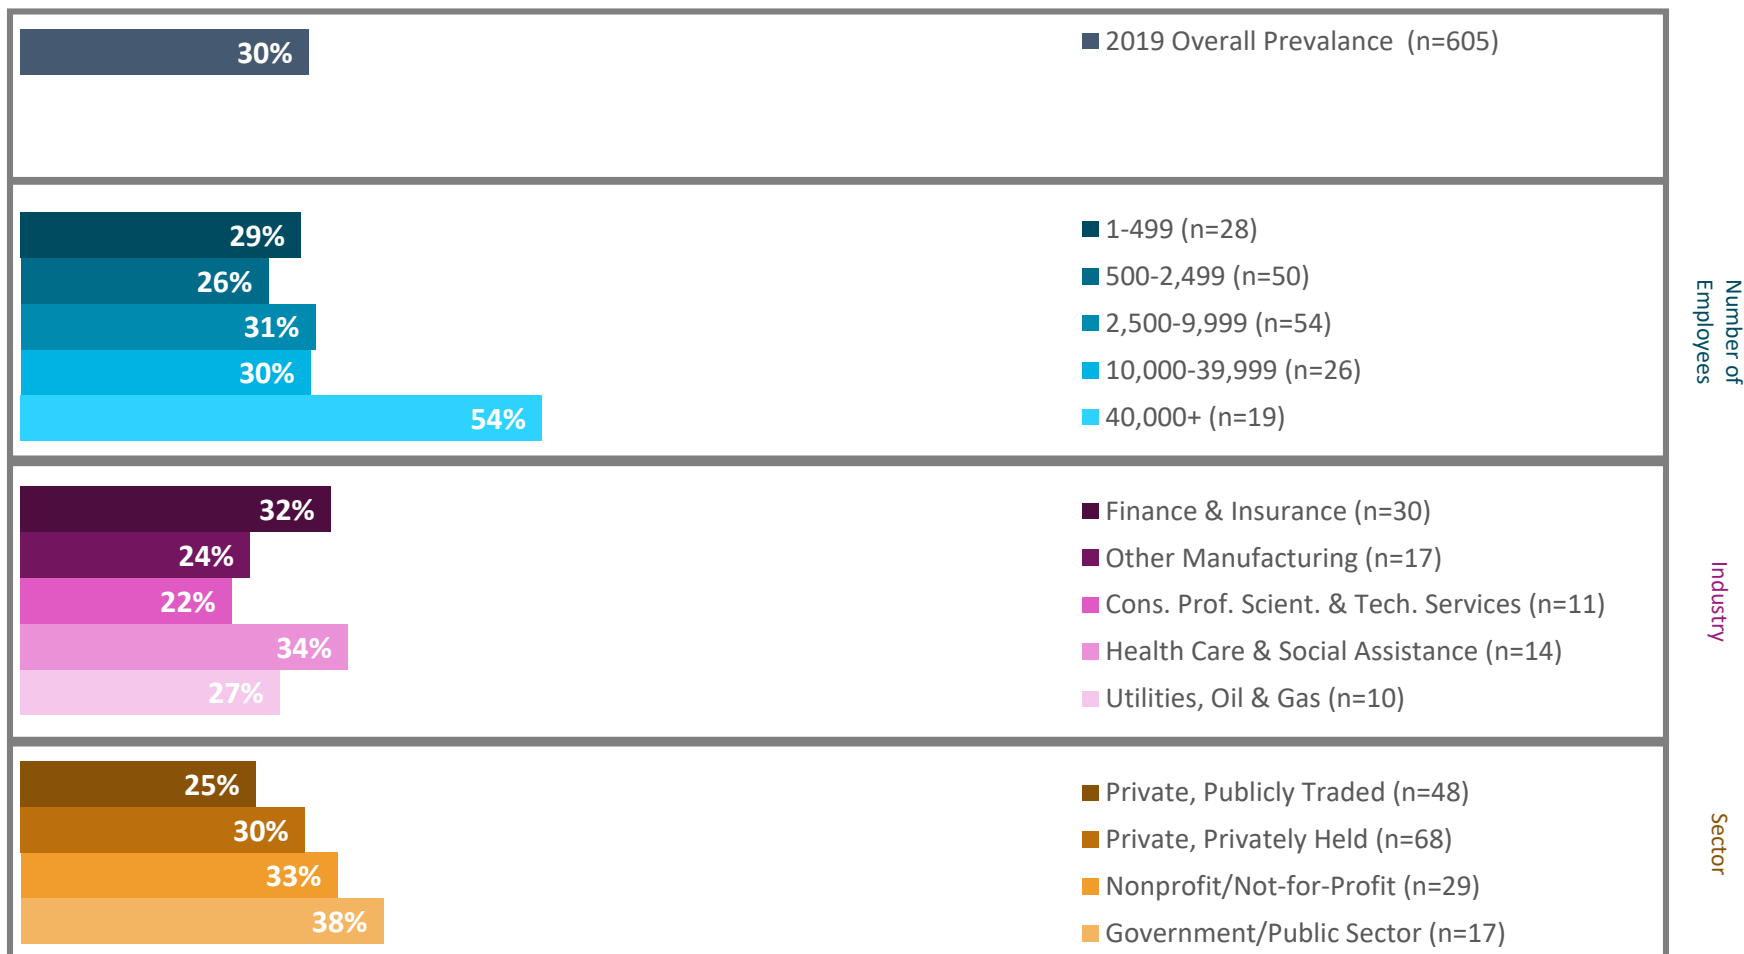 30%
2019 Overall Prevalance (n=605)
29%
26%
31%
30%
54%
1-499 (n=28)
500-2,499 (n=50)
2,500-9,999 (n=54)
10,000-39,999 (n=26)
40,000+ (n=19)
Number of
Employees
32%
24%
22%
34%
27%
Finance & Insurance (n=30)
Other Manufacturing (n=17)
Cons. Prof. Scient. & Tech. Services (n=11)
Health Care & Social Assistance (n=14)
Utilities, Oil & Gas (n=10)
Industry
25%
30%
33%
38%
Private, Publicly Traded (n=48)
Private, Privately Held (n=68)
Nonprofit/Not-for-Profit (n=29)
Government/Public Sector (n=17)
Sector